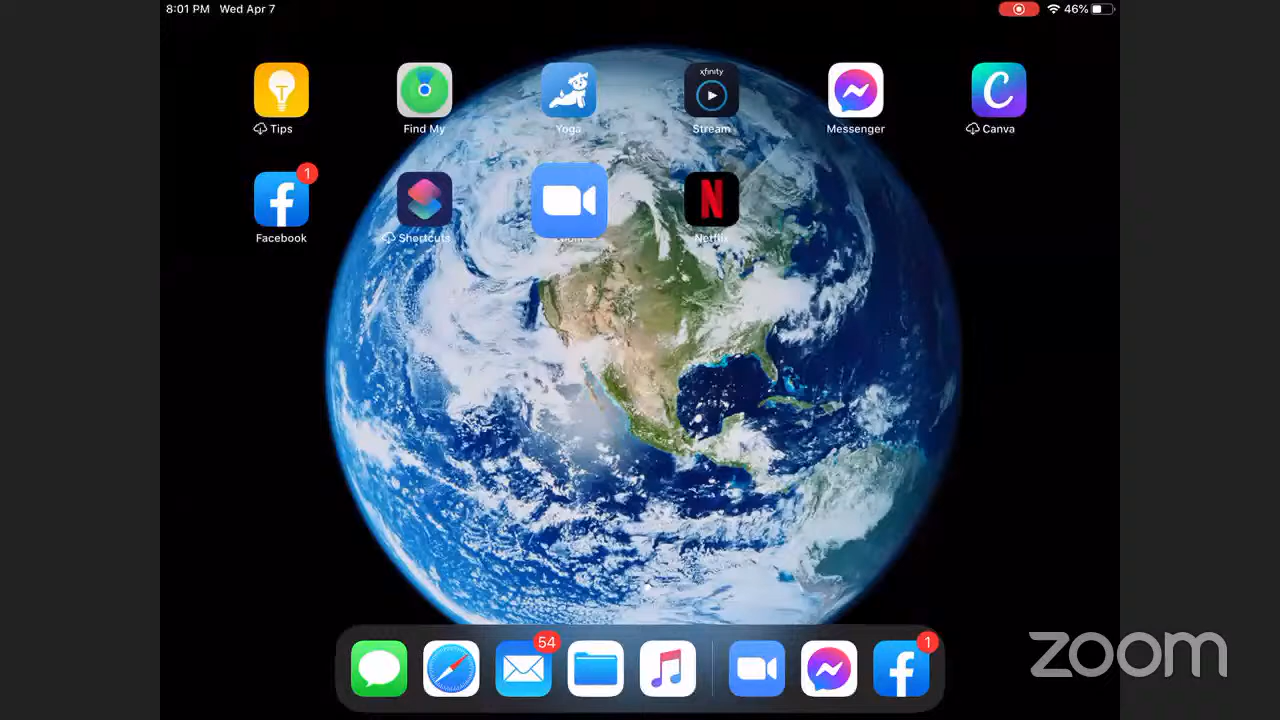 8:01 PM Wed Apr 7
46%
xfinity
Tips
Find My
Yoga
Stream
Messenger
Canva
1
Facebook
Shortcuts
Zoom
Netflix
54
1
zoom